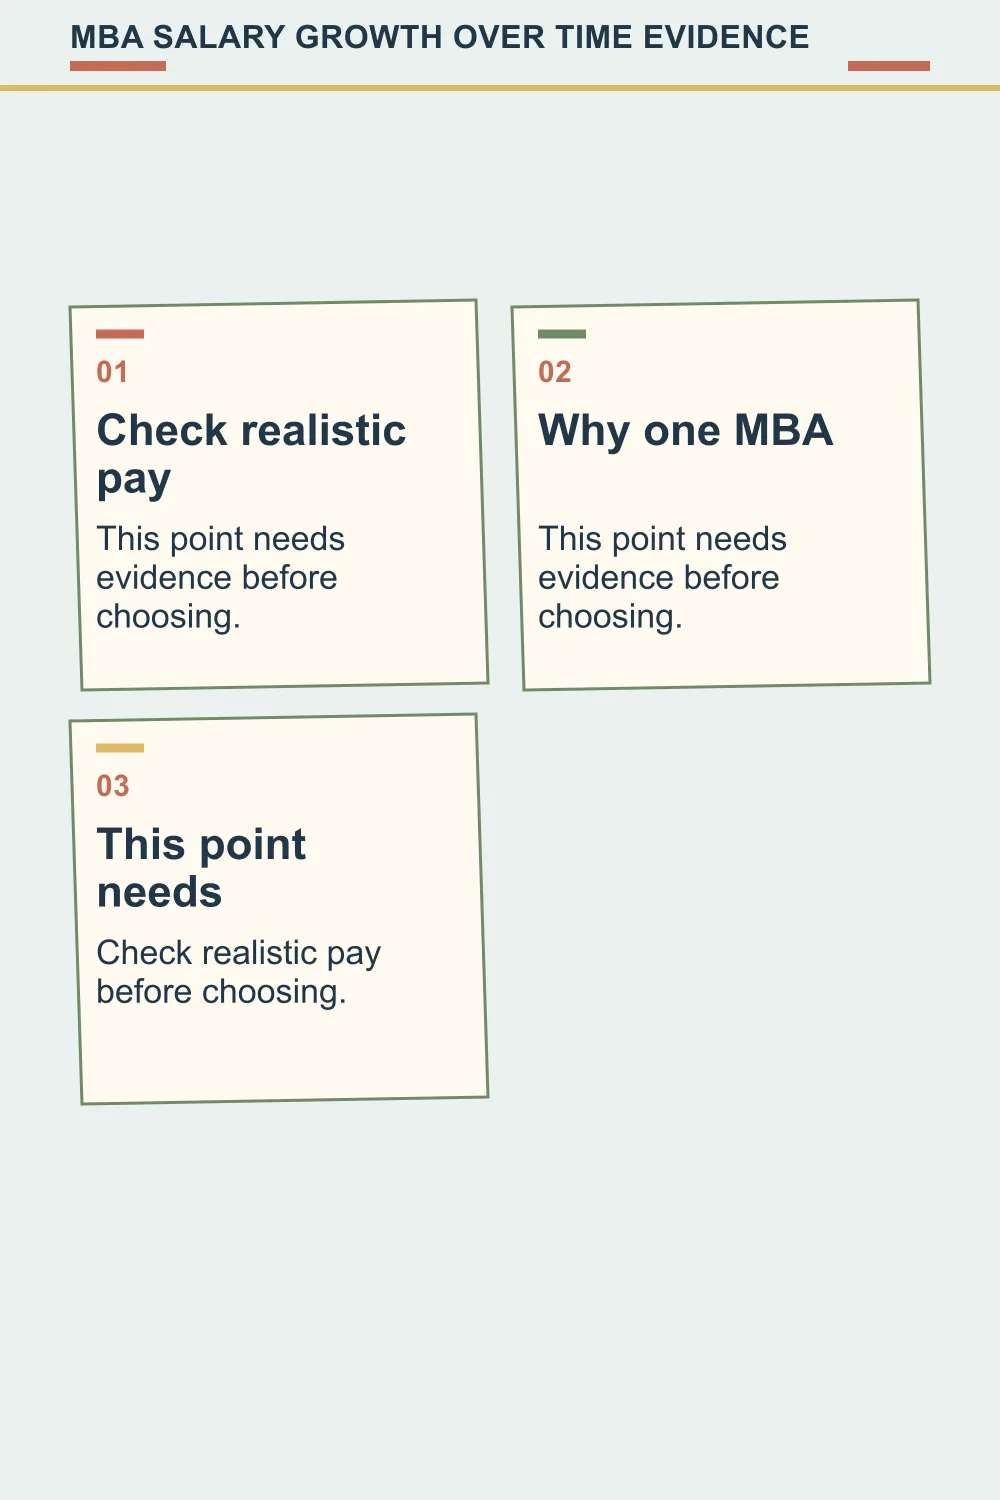 MBA SALARY GROWTH OVER TIME EVIDENCE
01
Check realistic
pay
This point needs
evidence before
choosing.
02
Why one MBA
This point needs
evidence before
choosing.
03
This point
needs
Check realistic pay
before choosing.